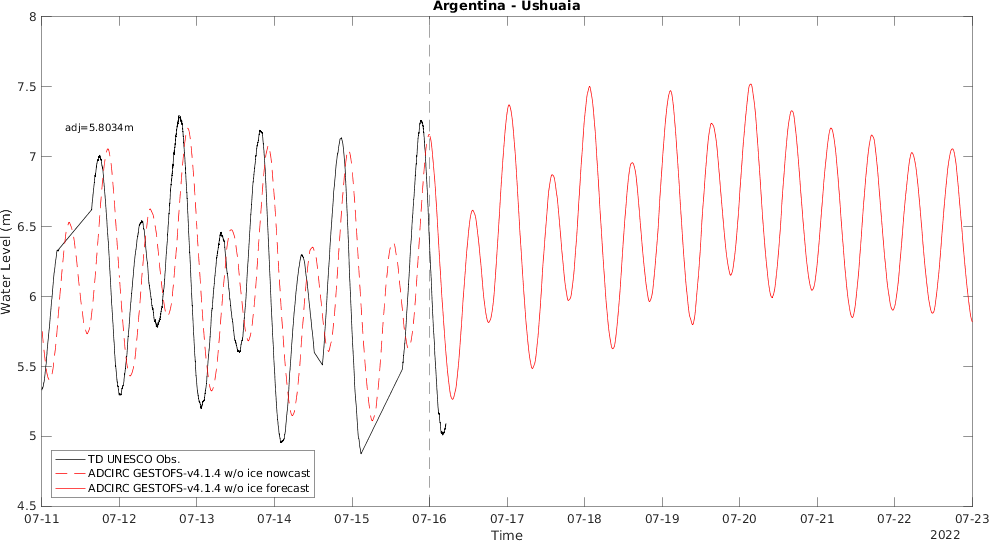 Argentina - Ushuaia
8
7.5
adj=5.8034m
7
6.5
6
5.5
5
4.5
Water Level (m)
TD UNESCO Obs.
ADCIRC GESTOFS-v4.1.4 w/o ice nowcast
ADCIRC GESTOFS-v4.1.4 w/o ice forecast
07-11 07-12 07-13 07-14 07-15 07-16 07-17 07-18 07-19 07-20 07-21 07-22 07-23
Time
2022